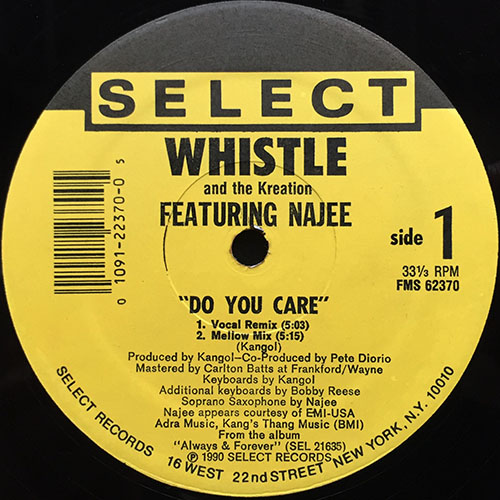 SELECT
WHISTLE
and the Kreation
FEATURING NAJEE
side 1
33⅓ RPM
FMS 62370
0 1091-22370-0 5
"DO YOU CARE"
1. Vocal Remix (5:03)
2. Mellow Mix (5:15)
(Kangol)
Produced by Kangol-Co-Produced by Pete Diorio
Mastered by Carlton Batts at Frankford/Wayne
Keyboards by Kangol
Additional keyboards by Bobby Reese
Soprano Saxophone by Najee
Najee appears courtesy of EMI-USA
Adra Music, Kang's Thang Music (BMI)
From the album
"Always & Forever" (SEL 21635)
℗ 1990 SELECT RECORDS
SELECT RECORDS 16 WEST 22nd STREET NEW YORK, N.Y. 10010